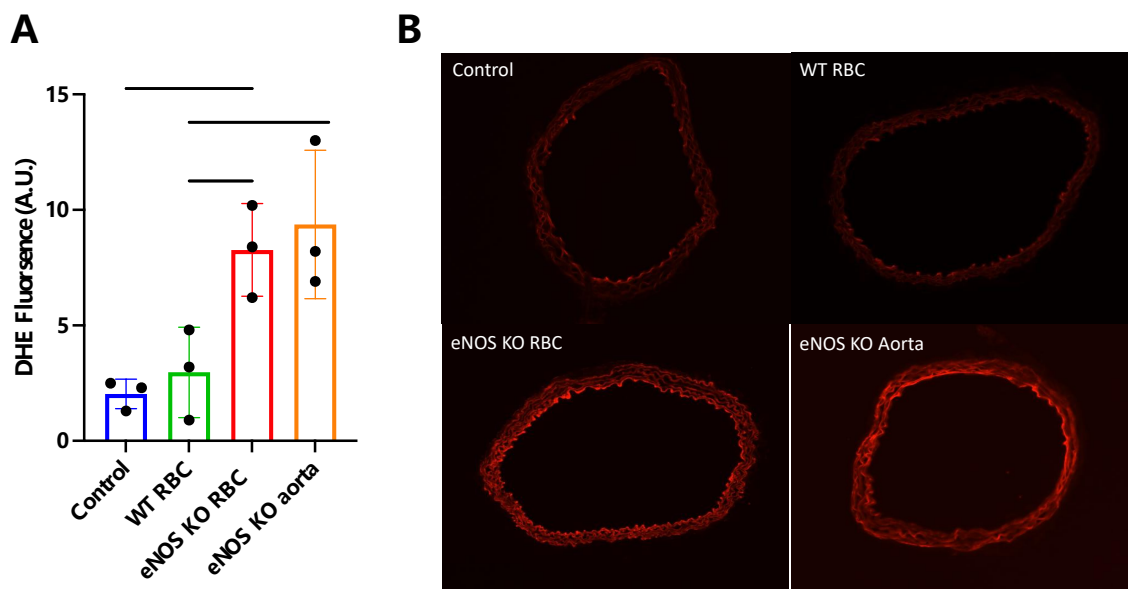 A
DHE Fluorsence (A.U.)
15
10
5
0
Control
WT RBC
eNOS KO RBC
eNOS KO aorta
B
Control
WT RBC
eNOS KO RBC
eNOS KO Aorta